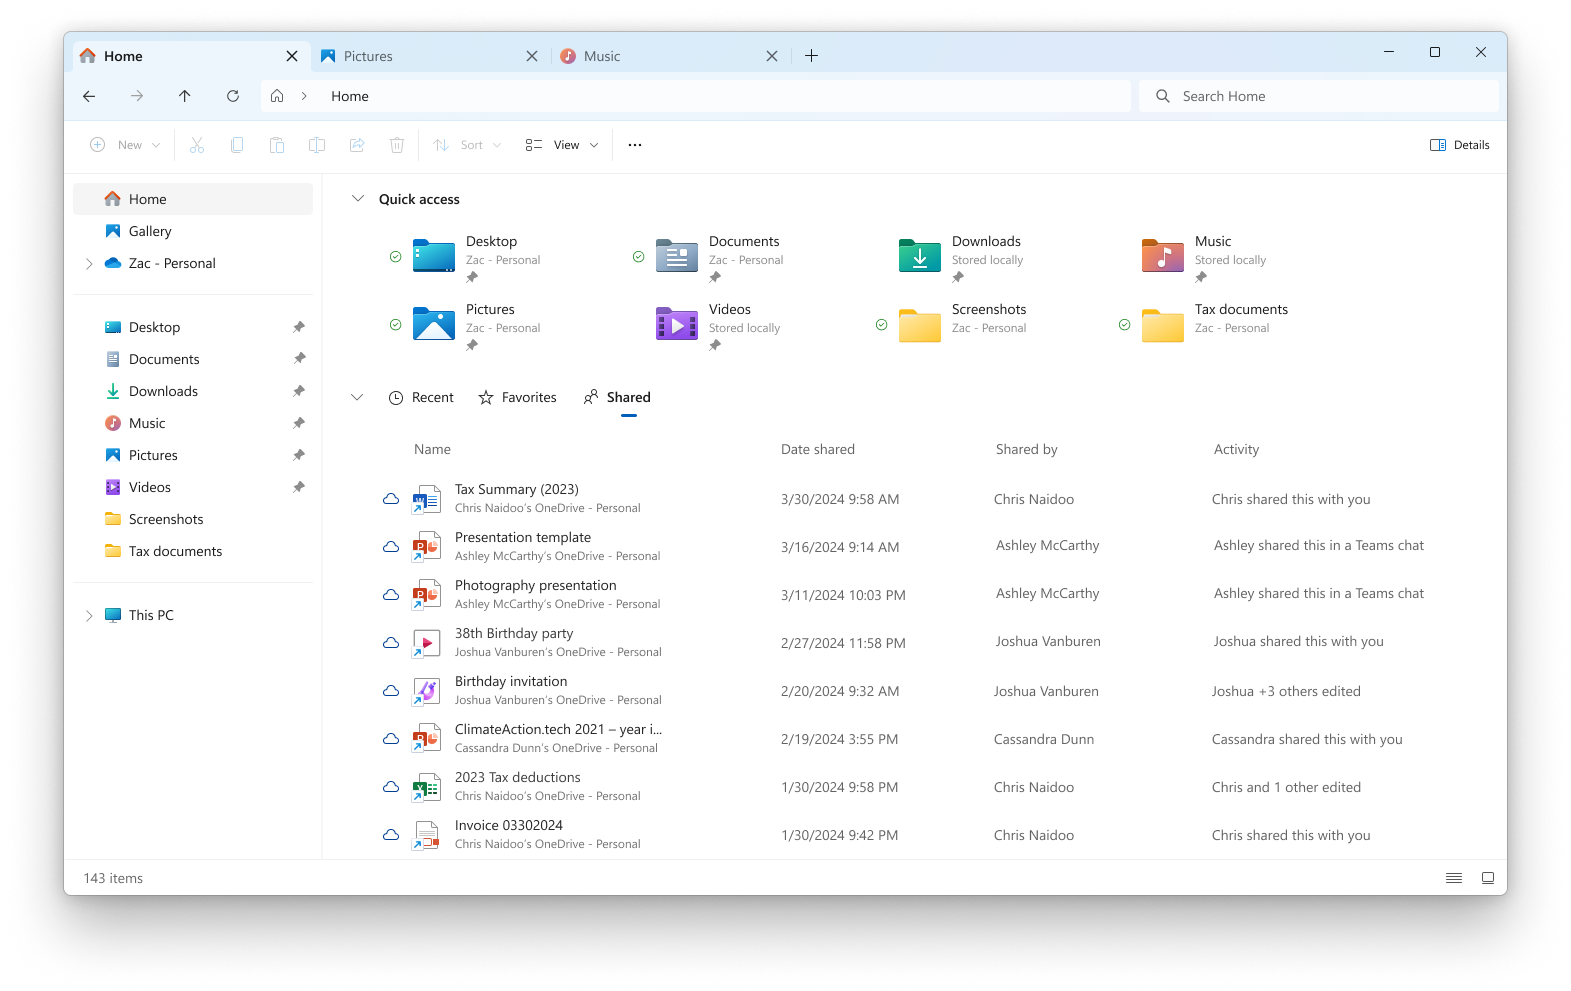 Home
Pictures
Music
Home
Search Home
New
Sort
View
Details
Home
Gallery
Zac - Personal
Desktop
Documents
Downloads
Music
Pictures
Videos
Screenshots
Tax documents
This PC
Quick access
Desktop
Zac - Personal
Documents
Zac - Personal
Downloads
Stored locally
Music
Stored locally
Pictures
Zac - Personal
Videos
Stored locally
Screenshots
Zac - Personal
Tax documents
Zac - Personal
Recent Favorites Shared
Name Date shared Shared by Activity
Tax Summary (2023)
Chris Naidoo's OneDrive - Personal
3/30/2024 9:58 AM Chris Naidoo Chris shared this with you
Presentation template
Ashley McCarthy's OneDrive - Personal
3/16/2024 9:14 AM Ashley McCarthy Ashley shared this in a Teams chat
Photography presentation
Ashley McCarthy's OneDrive - Personal
3/11/2024 10:03 PM Ashley McCarthy Ashley shared this in a Teams chat
38th Birthday party
Joshua Vanburen's OneDrive - Personal
2/27/2024 11:58 PM Joshua Vanburen Joshua shared this with you
Birthday invitation
Joshua Vanburen's OneDrive - Personal
2/20/2024 9:32 AM Joshua Vanburen Joshua +3 others edited
ClimateAction.tech 2021 – year i...
Cassandra Dunn's OneDrive - Personal
2/19/2024 3:55 PM Cassandra Dunn Cassandra shared this with you
2023 Tax deductions
Chris Naidoo's OneDrive - Personal
1/30/2024 9:58 PM Chris Naidoo Chris and 1 other edited
Invoice 03302024
Chris Naidoo's OneDrive - Personal
1/30/2024 9:42 PM Chris Naidoo Chris shared this with you
143 items